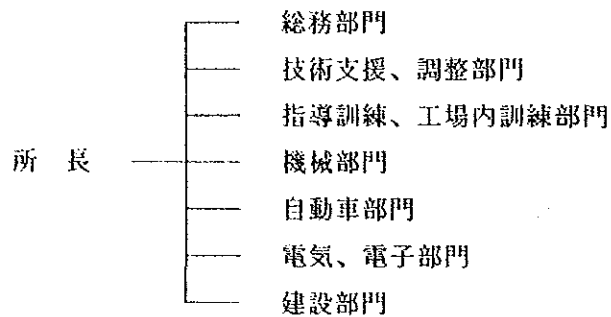 総務部門
技術支援、調整部門
指導訓練、工場内訓練部門
所 長
機械部門
自動車部門
電気、電子部門
建設部門